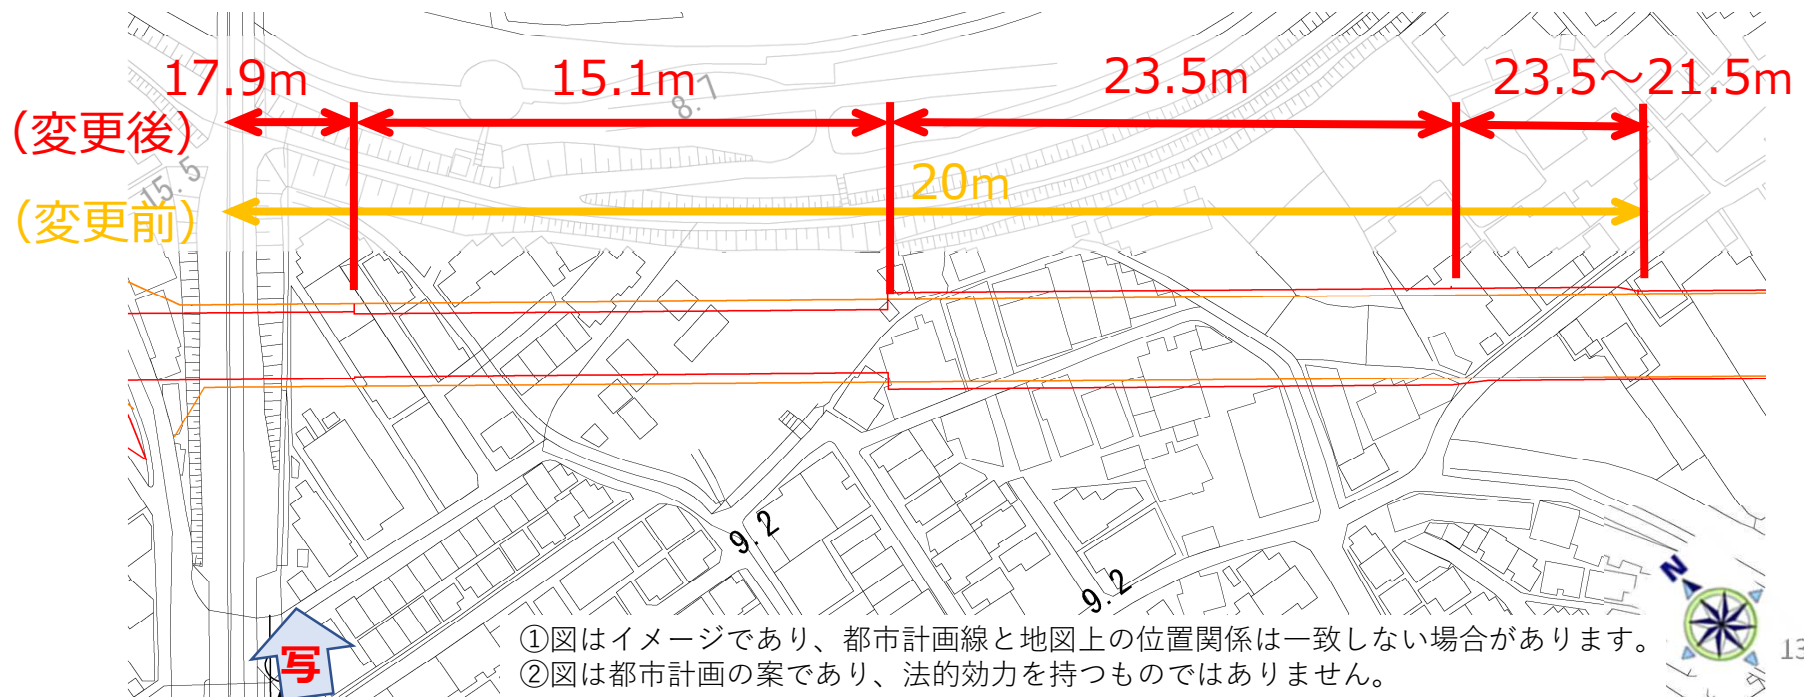 17.9m 15.1m 23.5m 23.5～21.5m
8.7
（変更後）
15.5
20m
（変更前）
9.2
9.2
N
写
①図はイメージであり、都市計画線と地図上の位置関係は一致しない場合があります。
②図は都市計画の案であり、法的効力を持つものではありません。
13